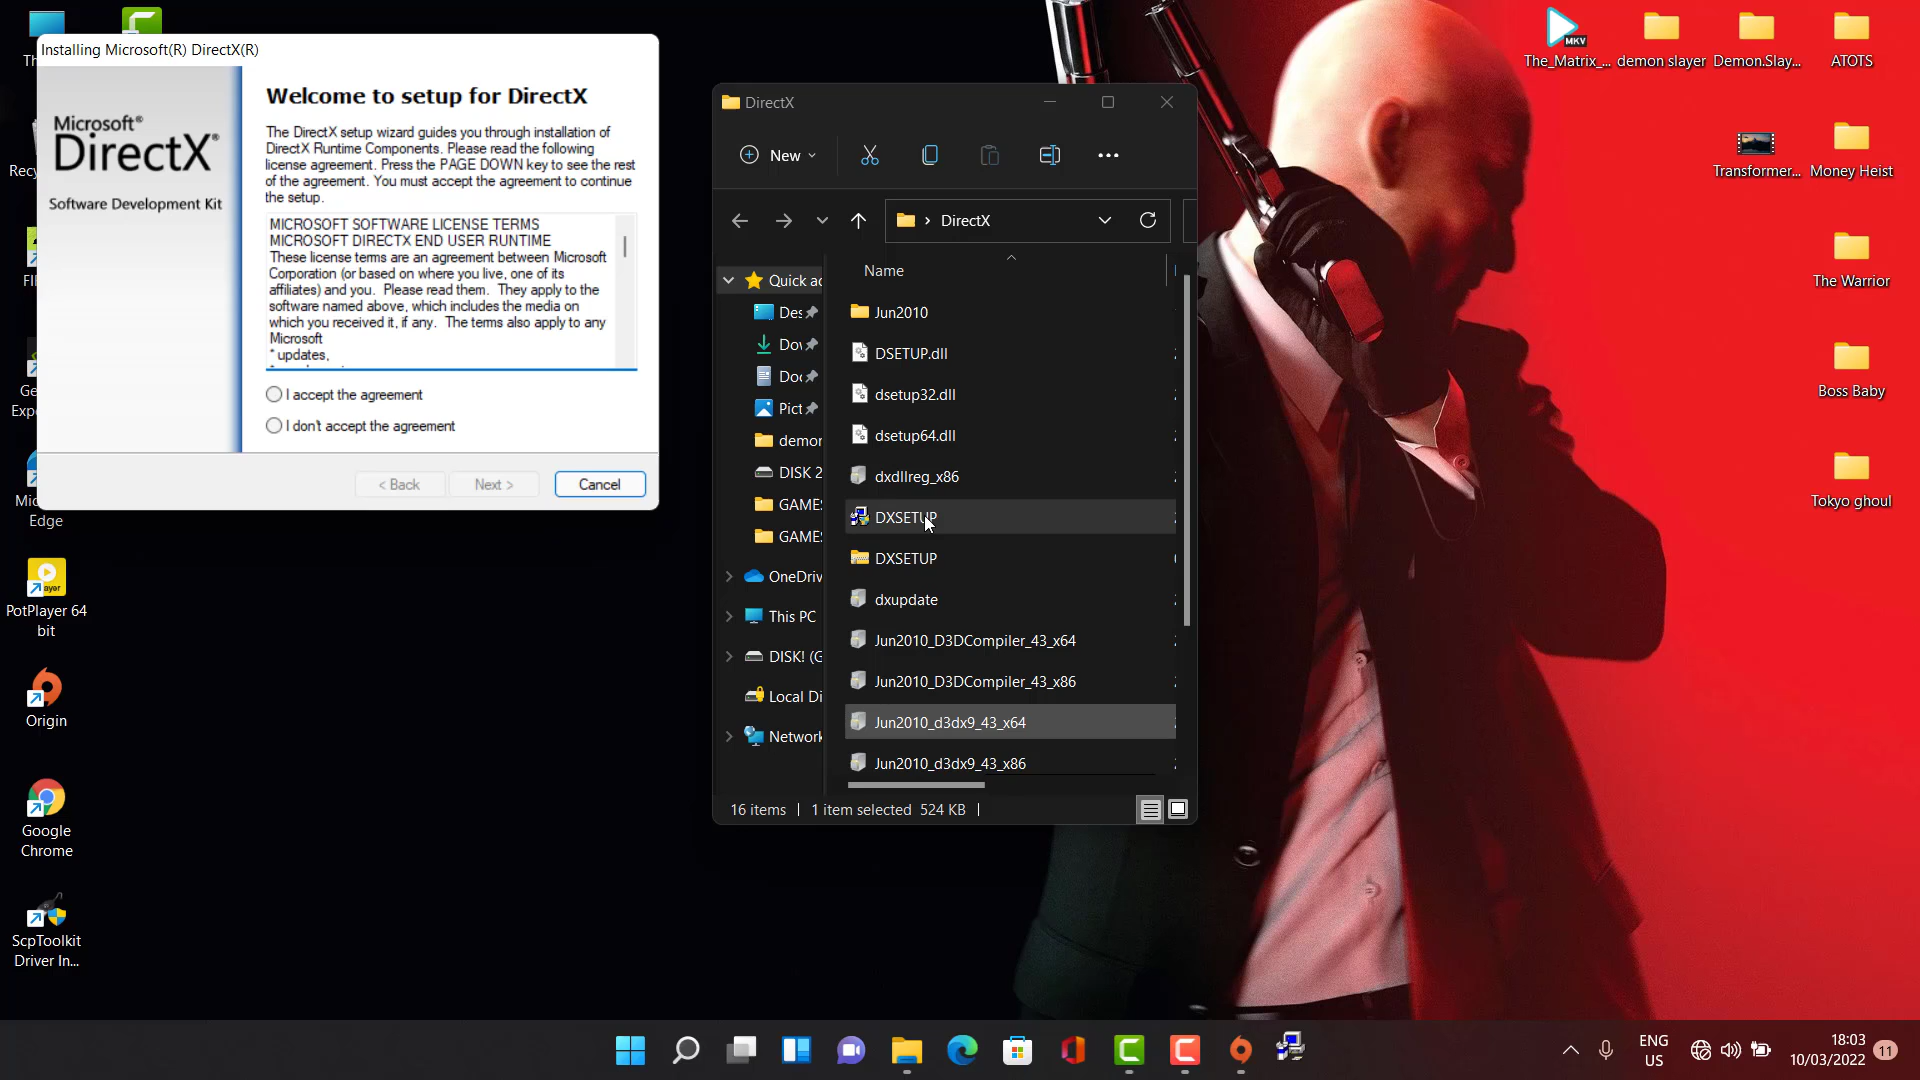 Installing Microsoft(R) DirectX(R)
Microsoft®
DirectX®
Software Development Kit
Welcome to setup for DirectX
The DirectX setup wizard guides you through installation of
DirectX Runtime Components. Please read the following
license agreement. Press the PAGE DOWN key to see the rest
of the agreement. You must accept the agreement to continue
the setup.
MICROSOFT SOFTWARE LICENSE TERMS
MICROSOFT DIRECTX END USER RUNTIME
These license terms are an agreement between Microsoft
Corporation (or based on where you live, one of its
affiliates) and you. Please read them. They apply to the
software named above, which includes the media on
which you received it, if any. The terms also apply to any
Microsoft
* updates,
I accept the agreement
I don't accept the agreement
< Back
Next >
Cancel
Th
Recy
FI
Ge
Exp
Mic
Edge
PotPlayer 64
bit
Origin
Google
Chrome
ScpToolkit
Driver In...
DirectX
New
DirectX
Name
Quick ac
Des
Dov
Doc
Pict
demon
DISK 2
GAMES
GAMES
OneDriv
This PC
DISK! (G
Local Di
Network
Jun2010
DSETUP.dll
dsetup32.dll
dsetup64.dll
dxdllreg_x86
DXSETUP
DXSETUP
dxupdate
Jun2010_D3DCompiler_43_x64
Jun2010_D3DCompiler_43_x86
Jun2010_d3dx9_43_x64
Jun2010_d3dx9_43_x86
16 items
1 item selected 524 KB
MKV
The_Matrix_...
demon slayer
Demon.Slay...
ATOTS
Transformer...
Money Heist
The Warrior
Boss Baby
Tokyo ghoul
ENG
US
18:03
10/03/2022
11